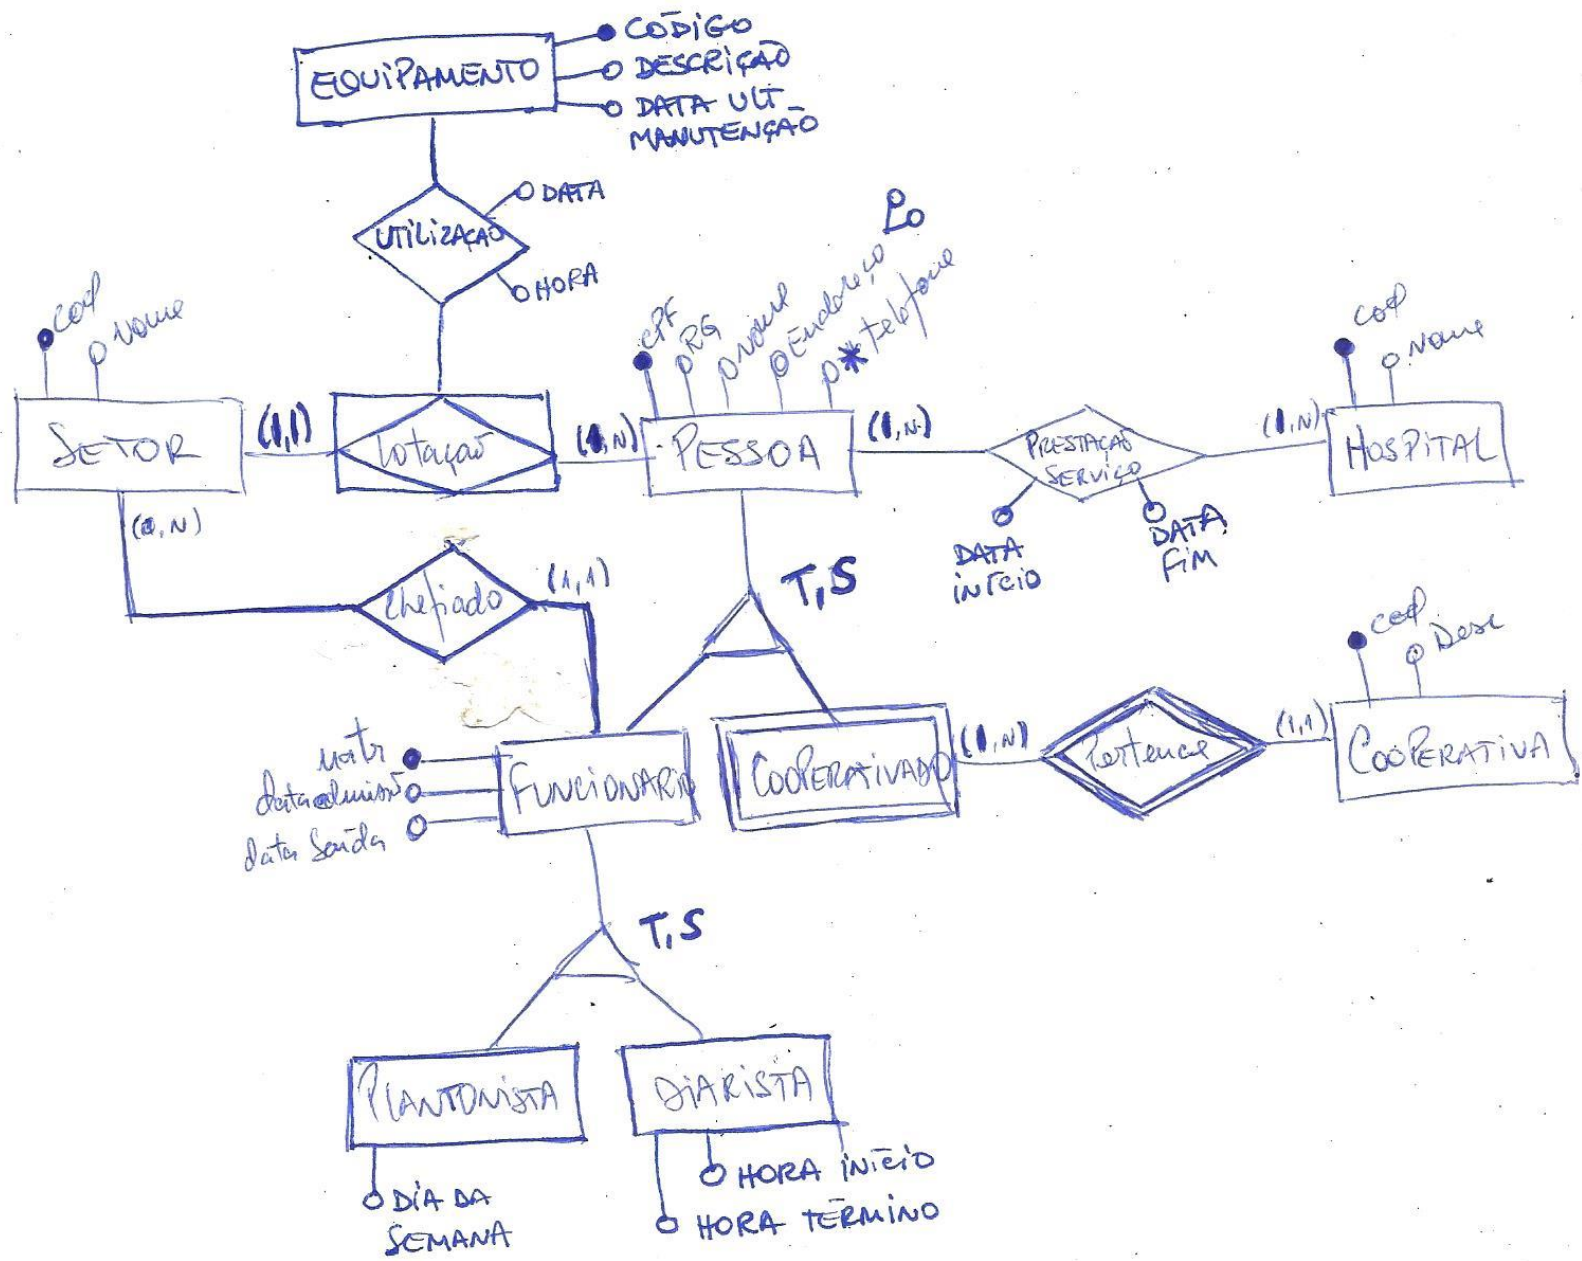 CÓDIGO
EQUIPAMENTO
DESCRIÇÃO
DATA ULT
MANUTENÇÃO
DATA
UTILIZAÇÃO
HORA
cod
Nome
CPF
RG
Nome
Endereço
* telefone
cod
Nome
SETOR
(1,1)
lotação
(1,N)
PESSOA
(1,N)
PRESTAÇÃO
SERVIÇO
(1,N)
HOSPITAL
DATA
INÍCIO
DATA
FIM
(0,N)
chefiado
(1,1)
T,S
cod
Desc
matr
data admissão
data Saída
FUNCIONARIO
COOPERATIVADO
(1,N)
Pertence
(1,1)
COOPERATIVA
T,S
PLANTONISTA
DIARISTA
DIA DA
SEMANA
HORA INÍCIO
HORA TÉRMINO